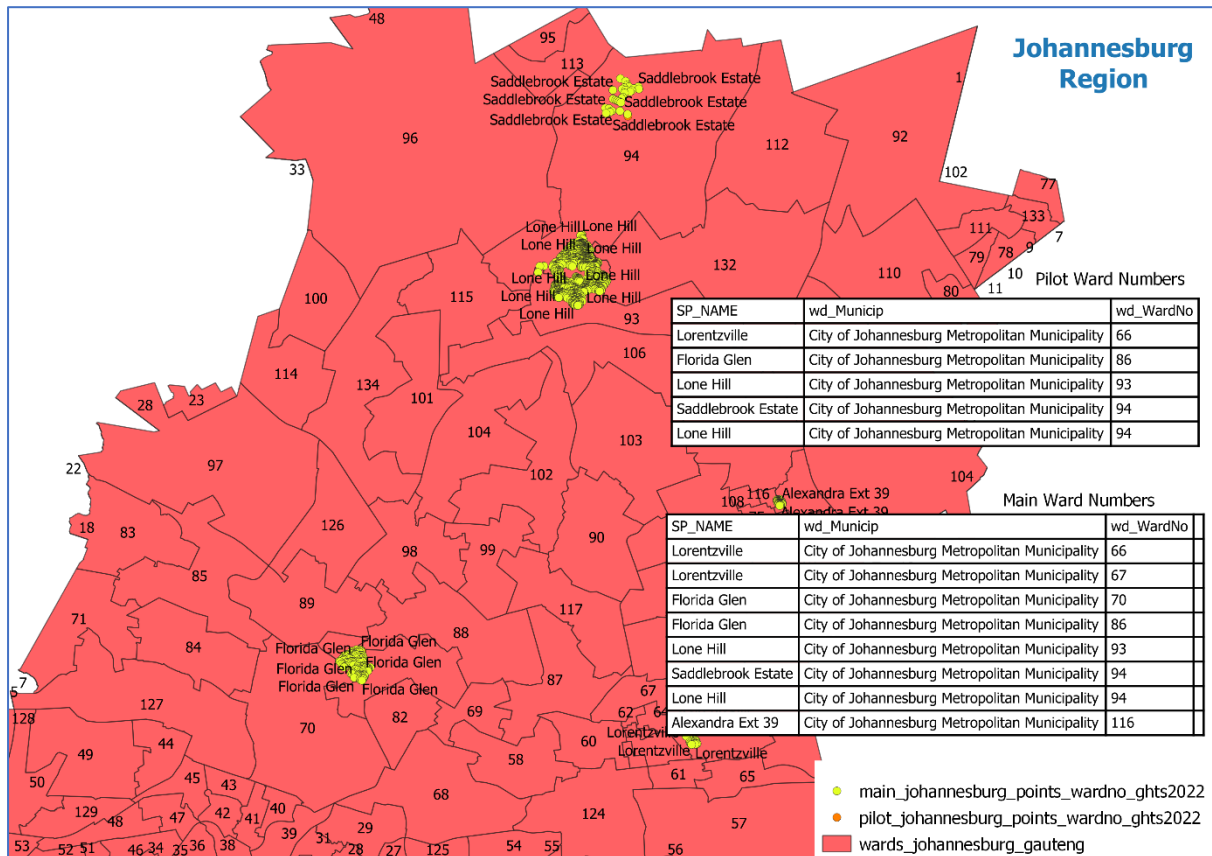 Johannesburg
Region
48
95
113
1
Saddlebrook Estate
Saddlebrook Estate
Saddlebrook Estate
Saddlebrook Estate
Saddlebrook Estate
Saddlebrook Estate
96
92
112
94
33
102
77
133
111
7
Lone Hill
Lone Hill
Lone Hill
Lone Hill
79
78
9
132
10
Lone Hill
Lone Hill
110
80
11
100
115
Lone Hill
Lone Hill
Lone Hill
93
Pilot Ward Numbers
SP_NAME wd_Municip wd_WardNo
Lorentzville City of Johannesburg Metropolitan Municipality 66
Florida Glen City of Johannesburg Metropolitan Municipality 86
Lone Hill City of Johannesburg Metropolitan Municipality 93
Saddlebrook Estate City of Johannesburg Metropolitan Municipality 94
Lone Hill City of Johannesburg Metropolitan Municipality 94
106
114
134
101
28
23
104
103
97
22
102
104
116
Alexandra Ext 39
108
Alexandra Ext 39
Main Ward Numbers
SP_NAME wd_Municip wd_WardNo
Lorentzville City of Johannesburg Metropolitan Municipality 66
Lorentzville City of Johannesburg Metropolitan Municipality 67
Florida Glen City of Johannesburg Metropolitan Municipality 70
Florida Glen City of Johannesburg Metropolitan Municipality 86
Lone Hill City of Johannesburg Metropolitan Municipality 93
Saddlebrook Estate City of Johannesburg Metropolitan Municipality 94
Lone Hill City of Johannesburg Metropolitan Municipality 94
Alexandra Ext 39 City of Johannesburg Metropolitan Municipality 116
18
83
126
98
99
90
85
89
71
117
88
84
Florida Glen
Florida Glen
Florida Glen
Florida Glen
Florida Glen
Florida Glen
87
7
5
127
67
128
70
82
69
62
64
49
44
60
Lorentzville
Lorentzville
Lorentzville
58
50
45
43
61
65
68
129
48
47
42
41
40
39
29
124
57
53
52
51
46
34
35
36
38
31
28
27
125
54
55
56
main_johannesburg_points_wardno_ghts2022
pilot_johannesburg_points_wardno_ghts2022
wards_johannesburg_gauteng